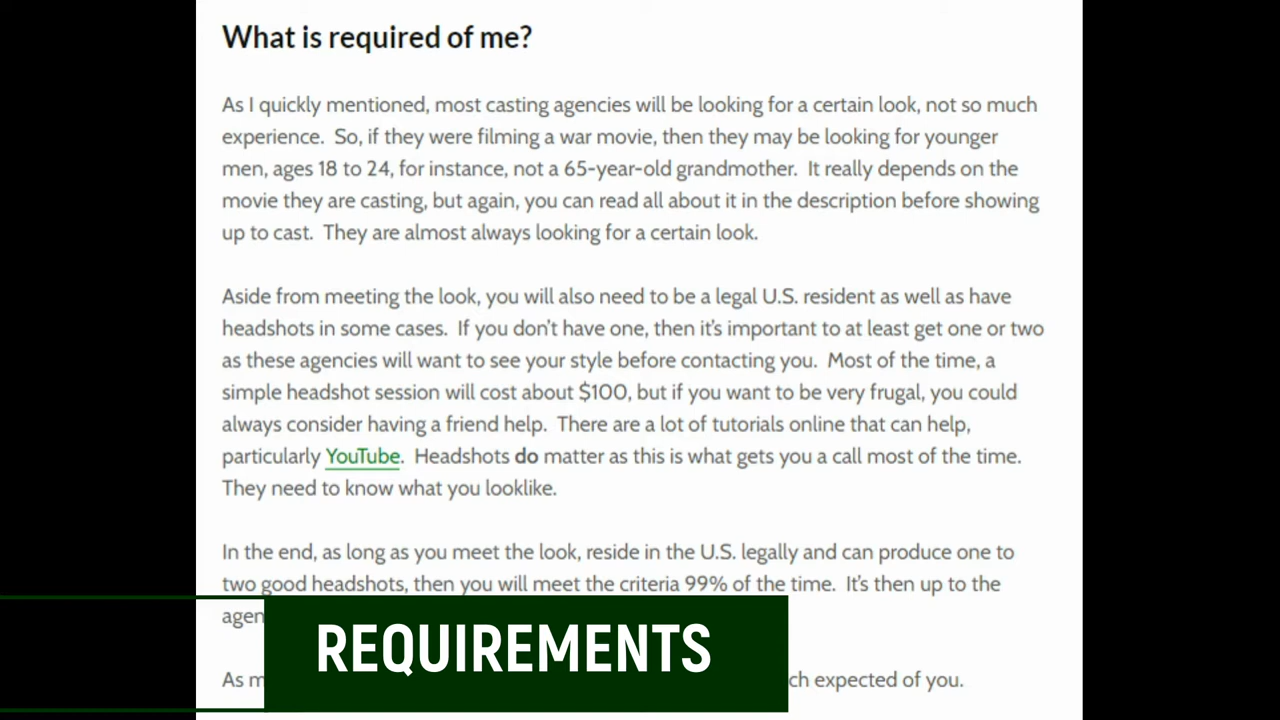 What is required of me?
As I quickly mentioned, most casting agencies will be looking for a certain look, not so much
experience. So, if they were filming a war movie, then they may be looking for younger
men, ages 18 to 24, for instance, not a 65-year-old grandmother. It really depends on the
movie they are casting, but again, you can read all about it in the description before showing
up to cast. They are almost always looking for a certain look.
Aside from meeting the look, you will also need to be a legal U.S. resident as well as have
headshots in some cases. If you don't have one, then it's important to at least get one or two
as these agencies will want to see your style before contacting you. Most of the time, a
simple headshot session will cost about $100, but if you want to be very frugal, you could
always consider having a friend help. There are a lot of tutorials online that can help,
particularly YouTube. Headshots do matter as this is what gets you a call most of the time.
They need to know what you looklike.
In the end, as long as you meet the look, reside in the U.S. legally and can produce one to
two good headshots, then you will meet the criteria 99% of the time. It's then up to the
REQUIREMENTS
As expected of you.